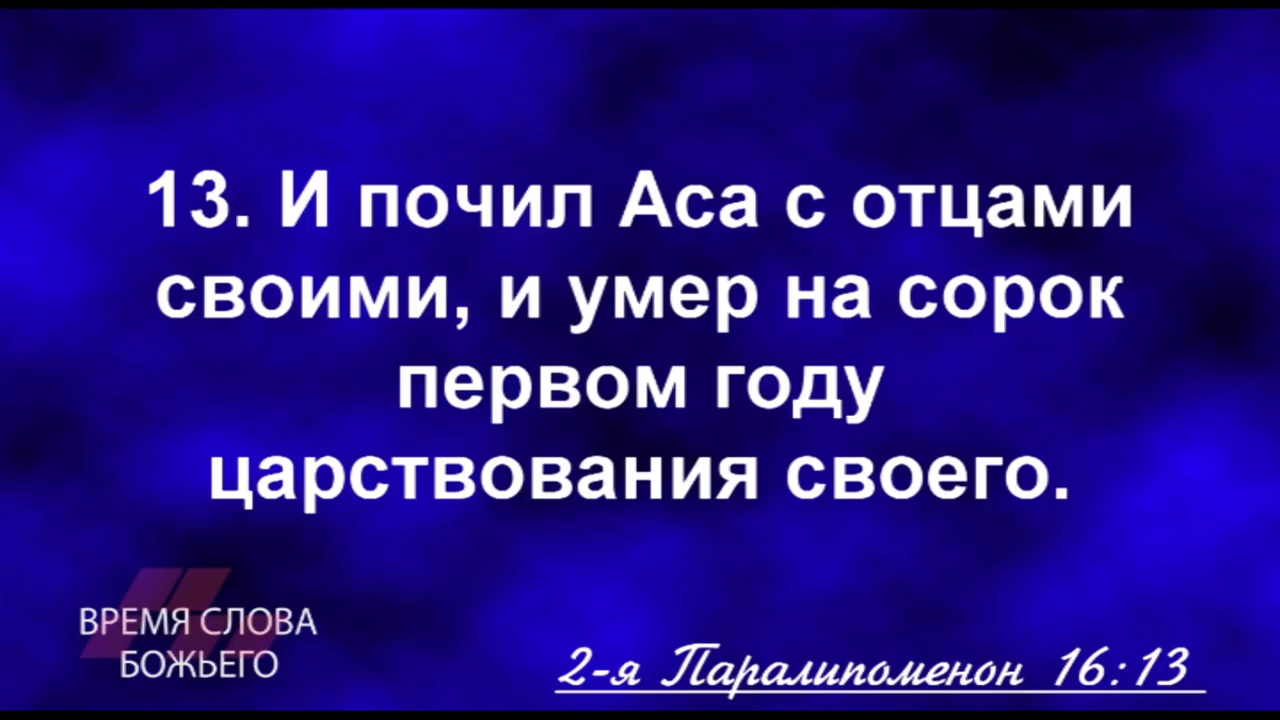 13. И почил Аса с отцами
своими, и умер на сорок
первом году
царствования своего.
ВРЕМЯ СЛОВА
БОЖЬЕГО
2-я Паралипоменон 16:13